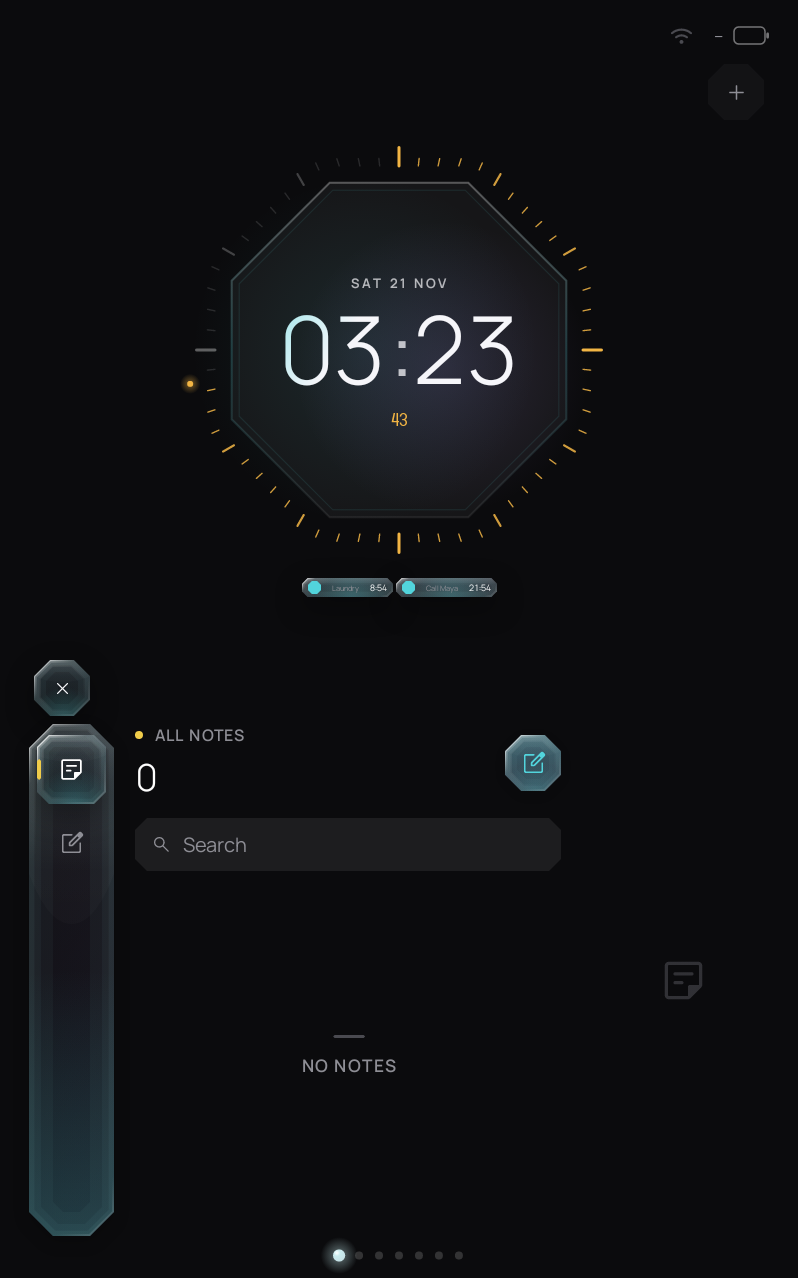 SAT 21 NOV
03:23
43
Laundry 8:54
Call Maya 21:54
ALL NOTES
0
Search
NO NOTES